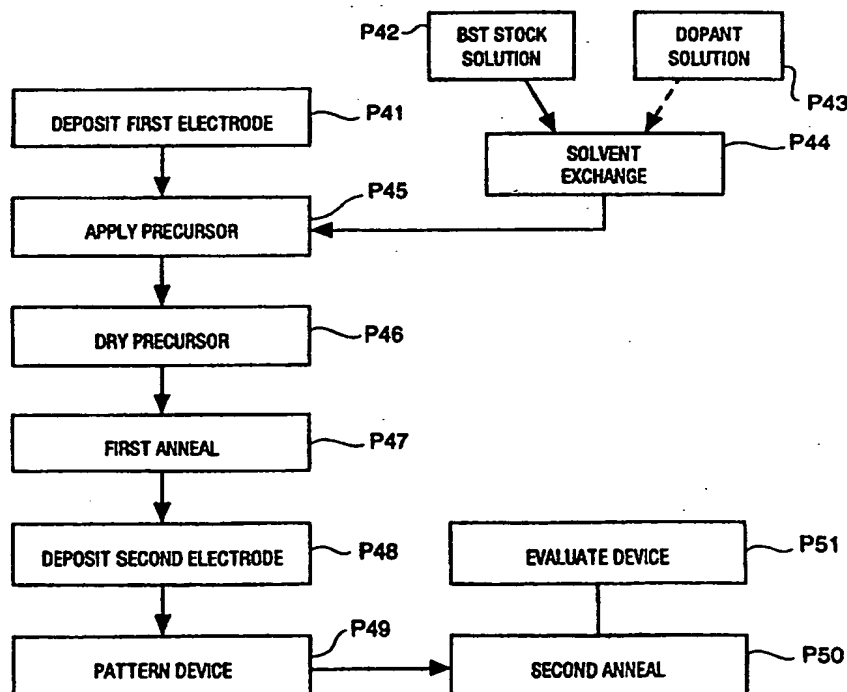 P42
BST STOCK
SOLUTION
DOPANT
SOLUTION
P43
DEPOSIT FIRST ELECTRODE
P41
SOLVENT
EXCHANGE
P44
P45
APPLY PRECURSOR
DRY PRECURSOR
P46
FIRST ANNEAL
P47
DEPOSIT SECOND ELECTRODE
P48
EVALUATE DEVICE
P51
P49
PATTERN DEVICE
SECOND ANNEAL
P50